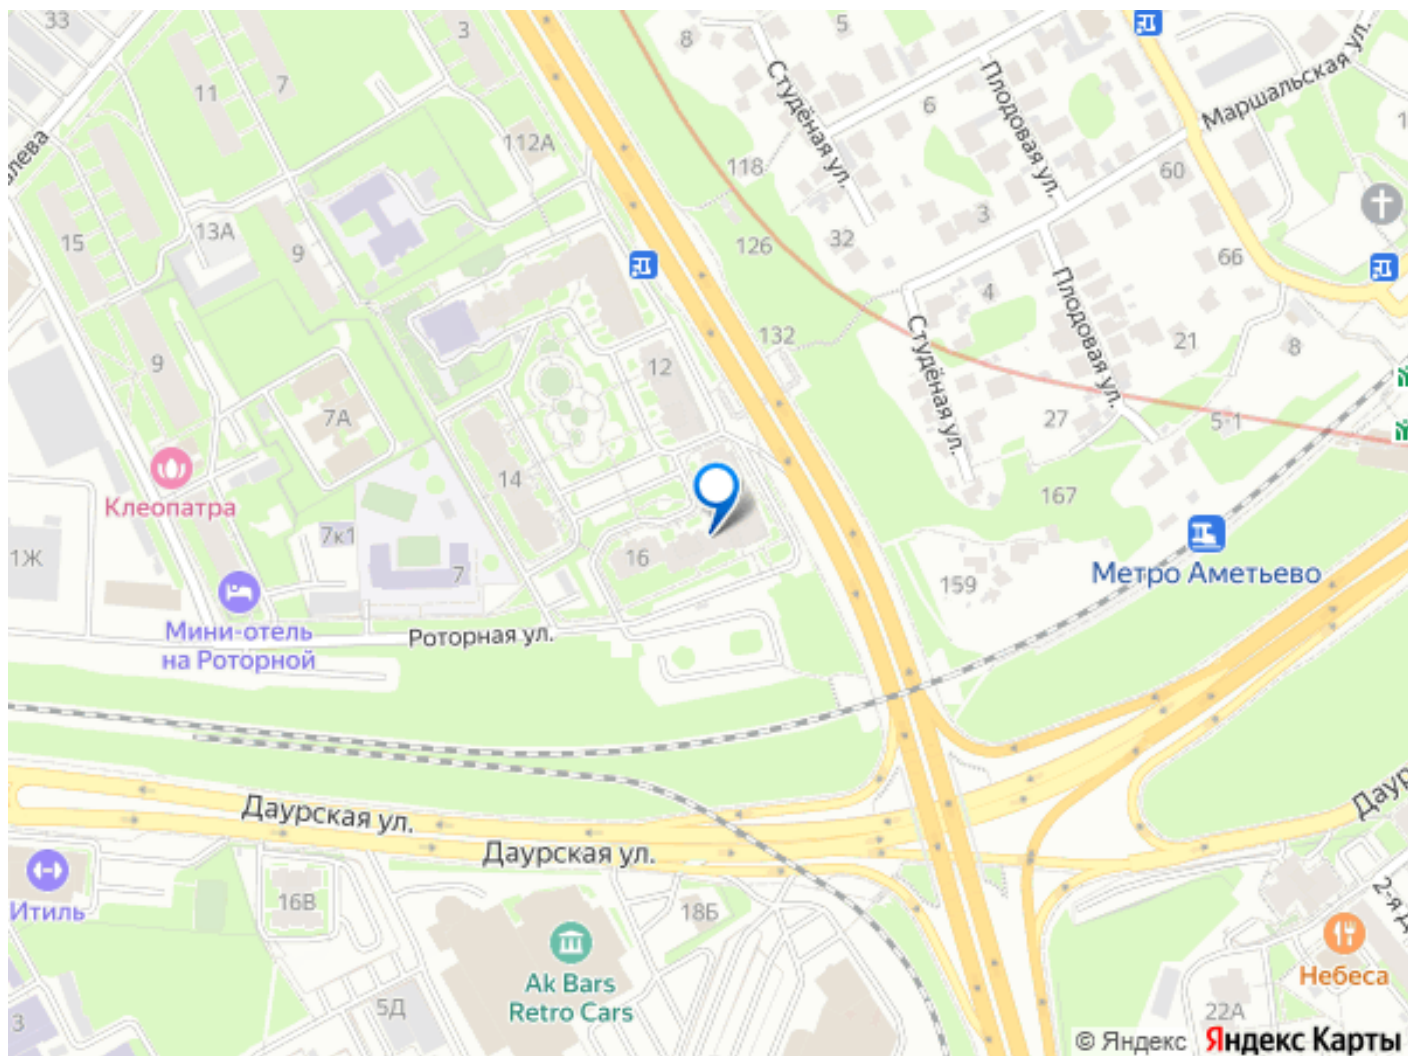 33
3
8
5
11
7
6
Студёная ул.
Плодовая ул.
Маршальская ул.
112А
118
60
15
13А
9
126
32
3
66
4
Плодовая ул.
132
Студёная ул.
21
8
9
12
7А
27
5-1
14
Клеопатра
167
7к1
1Ж
16
7
Метро Аметьево
159
Мини-отель
на Роторной
Роторная ул.
Даурская ул.
Даурская ул.
Итиль
16В
18Б
Ak Bars
Retro Cars
Небеса
5Д
22А
3
© Яндекс
Яндекс Карты